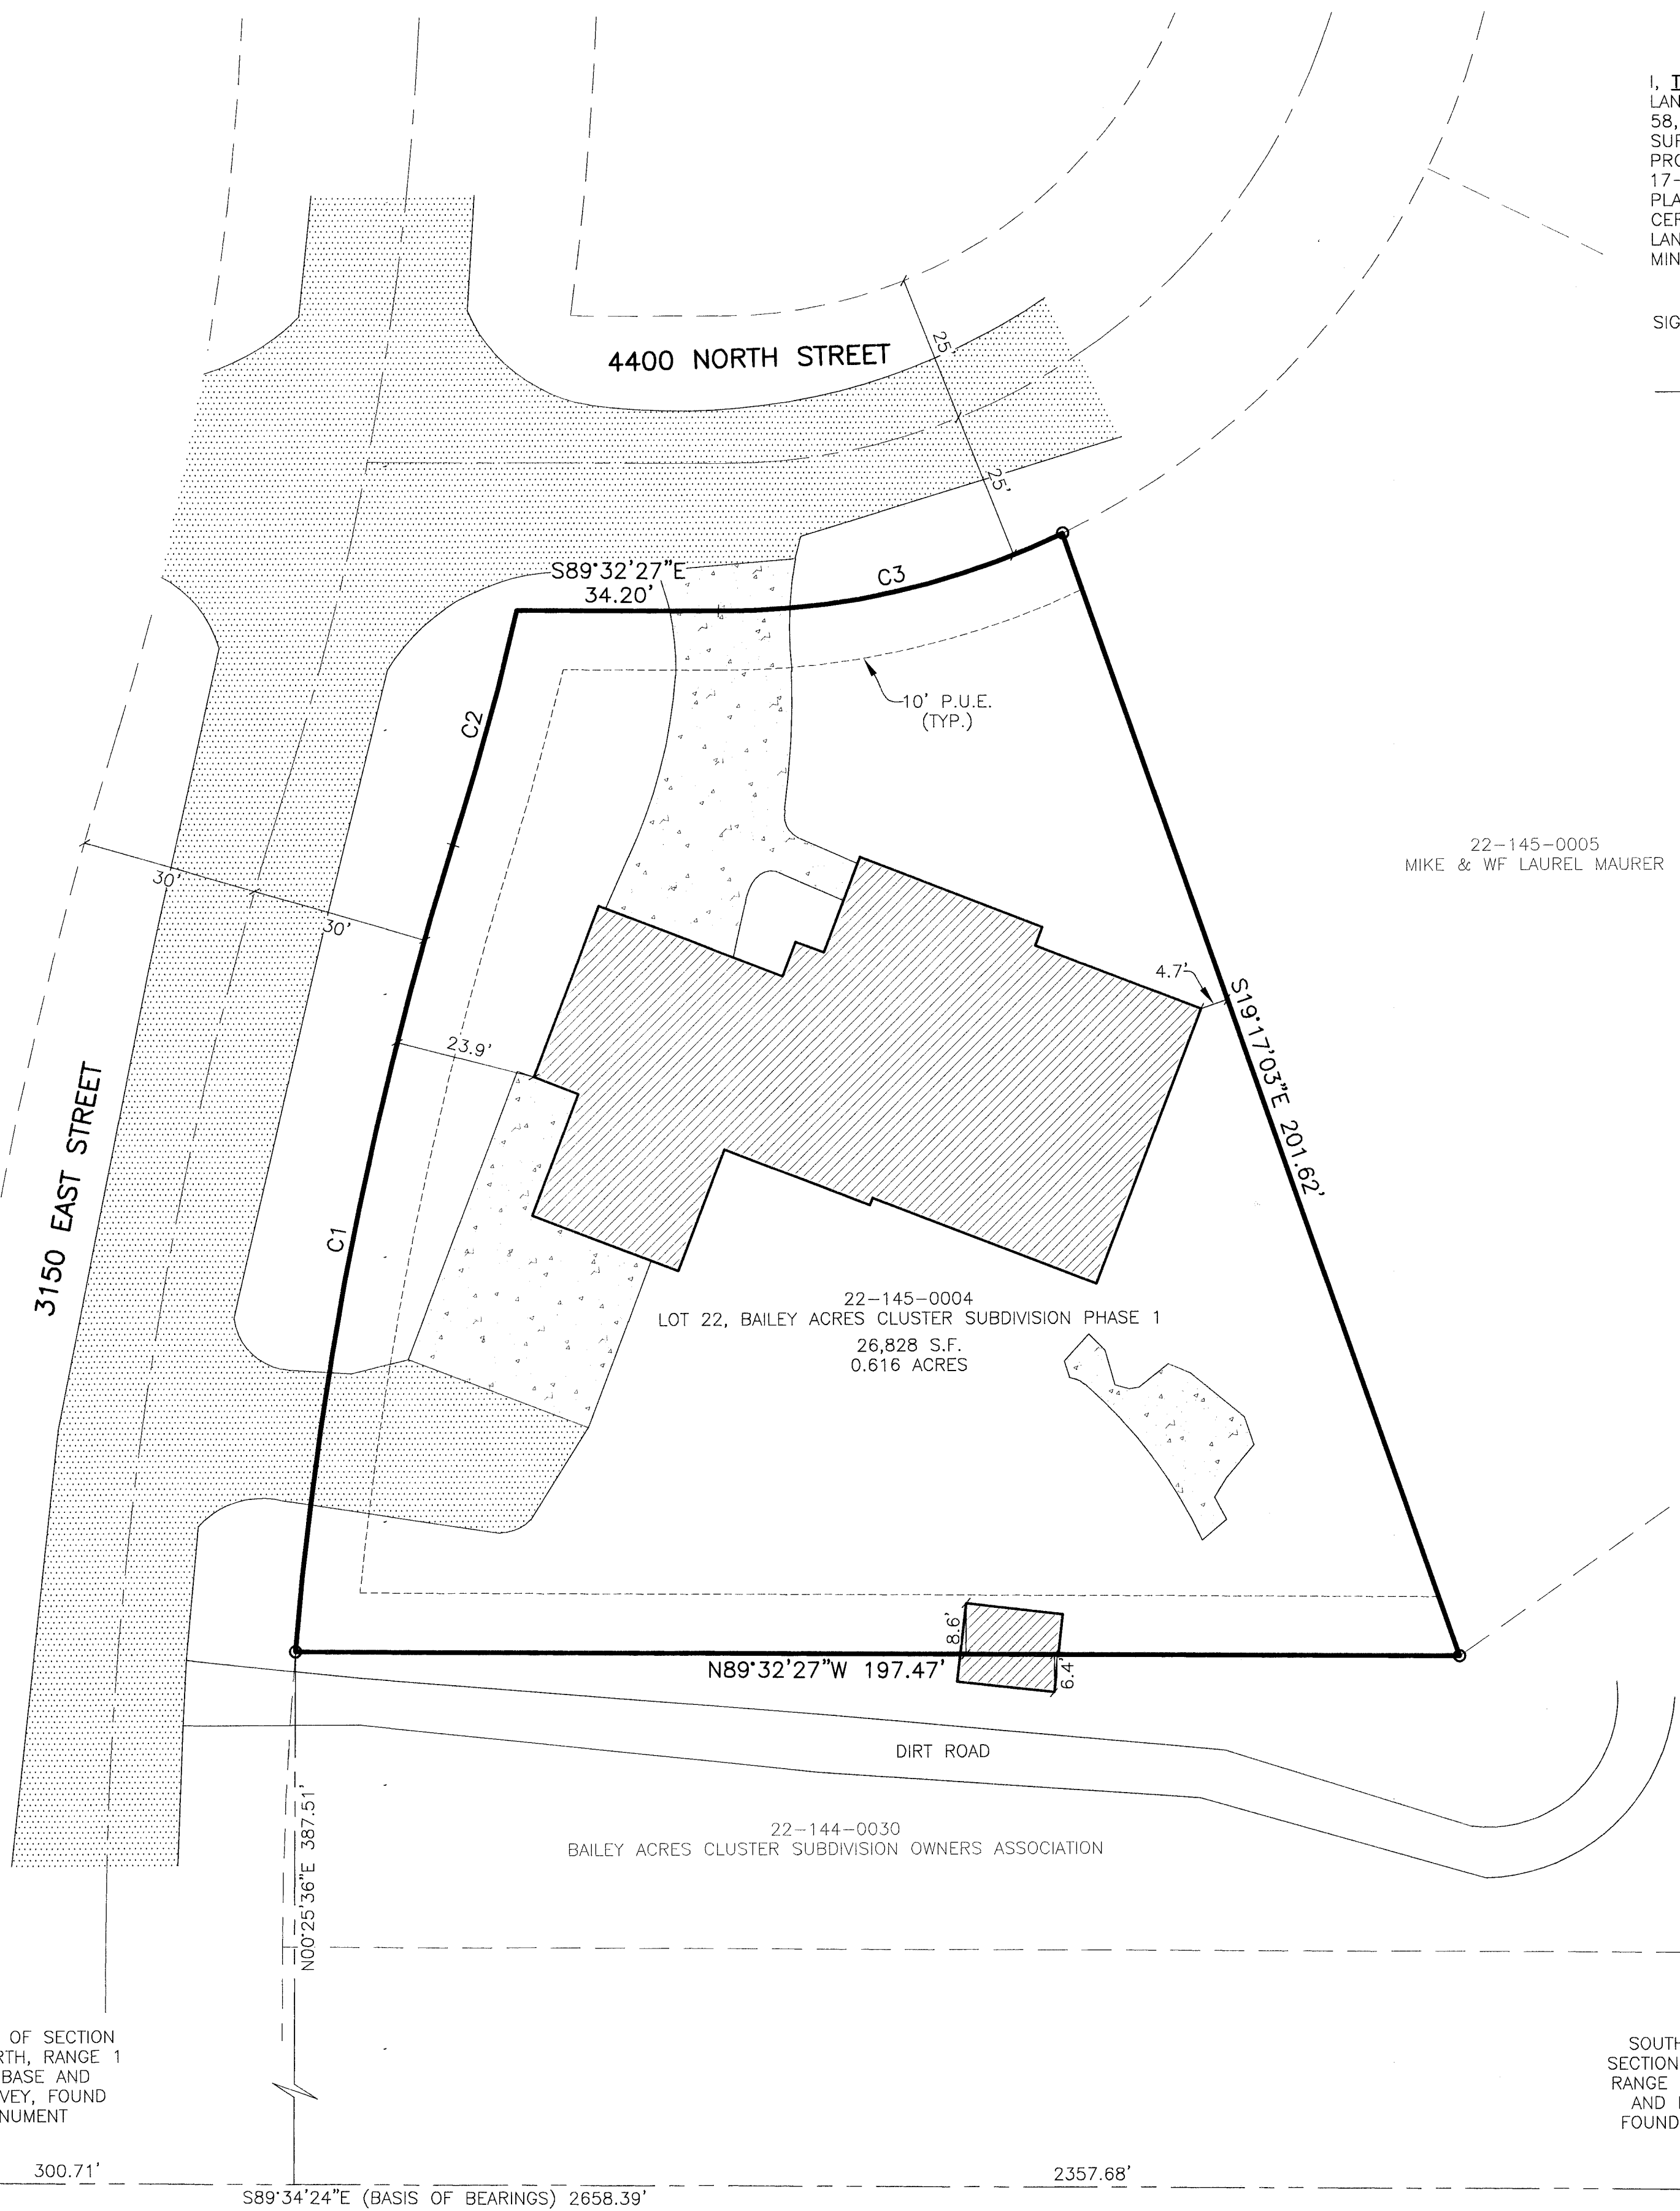 I, T
LAN
58,
SUR
PRO
17-
PLA
CER
LAN
MIN
SIG
25'
4400 NORTH STREET
25'
S89°32'27"E
34.20'
C3
10' P.U.E.
(TYP.)
C2
22-145-0005
MIKE & WF LAUREL MAURER
30'
30'
4.7'
S19°17'03"E 201.62'
23.9'
3150 EAST STREET
C1
22-145-0004
LOT 22, BAILEY ACRES CLUSTER SUBDIVISION PHASE 1
26,828 S.F.
0.616 ACRES
8.6'
N89°32'27"W 197.47'
6.4'
DIRT ROAD
22-144-0030
BAILEY ACRES CLUSTER SUBDIVISION OWNERS ASSOCIATION
N00°25'36"E 387.51'
OF SECTION
RTH, RANGE 1
BASE AND
VEY, FOUND
NUMENT
SOUTH
SECTION
RANGE
AND
FOUND
300.71'
2357.68'
S89°34'24"E (BASIS OF BEARINGS) 2658.39'